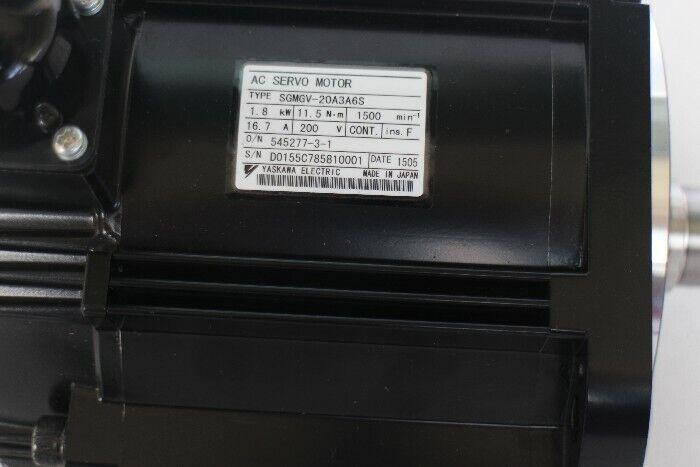 AC SERVO MOTOR
TYPE SGMGV-20A3A6S
1.8 kW 11.5 N·m 1500 min⁻¹
16.7 A 200 V CONT. ins. F
O/N 545277-3-1
S/N D0155C785810001 DATE 1505
YASKAWA ELECTRIC MADE IN JAPAN